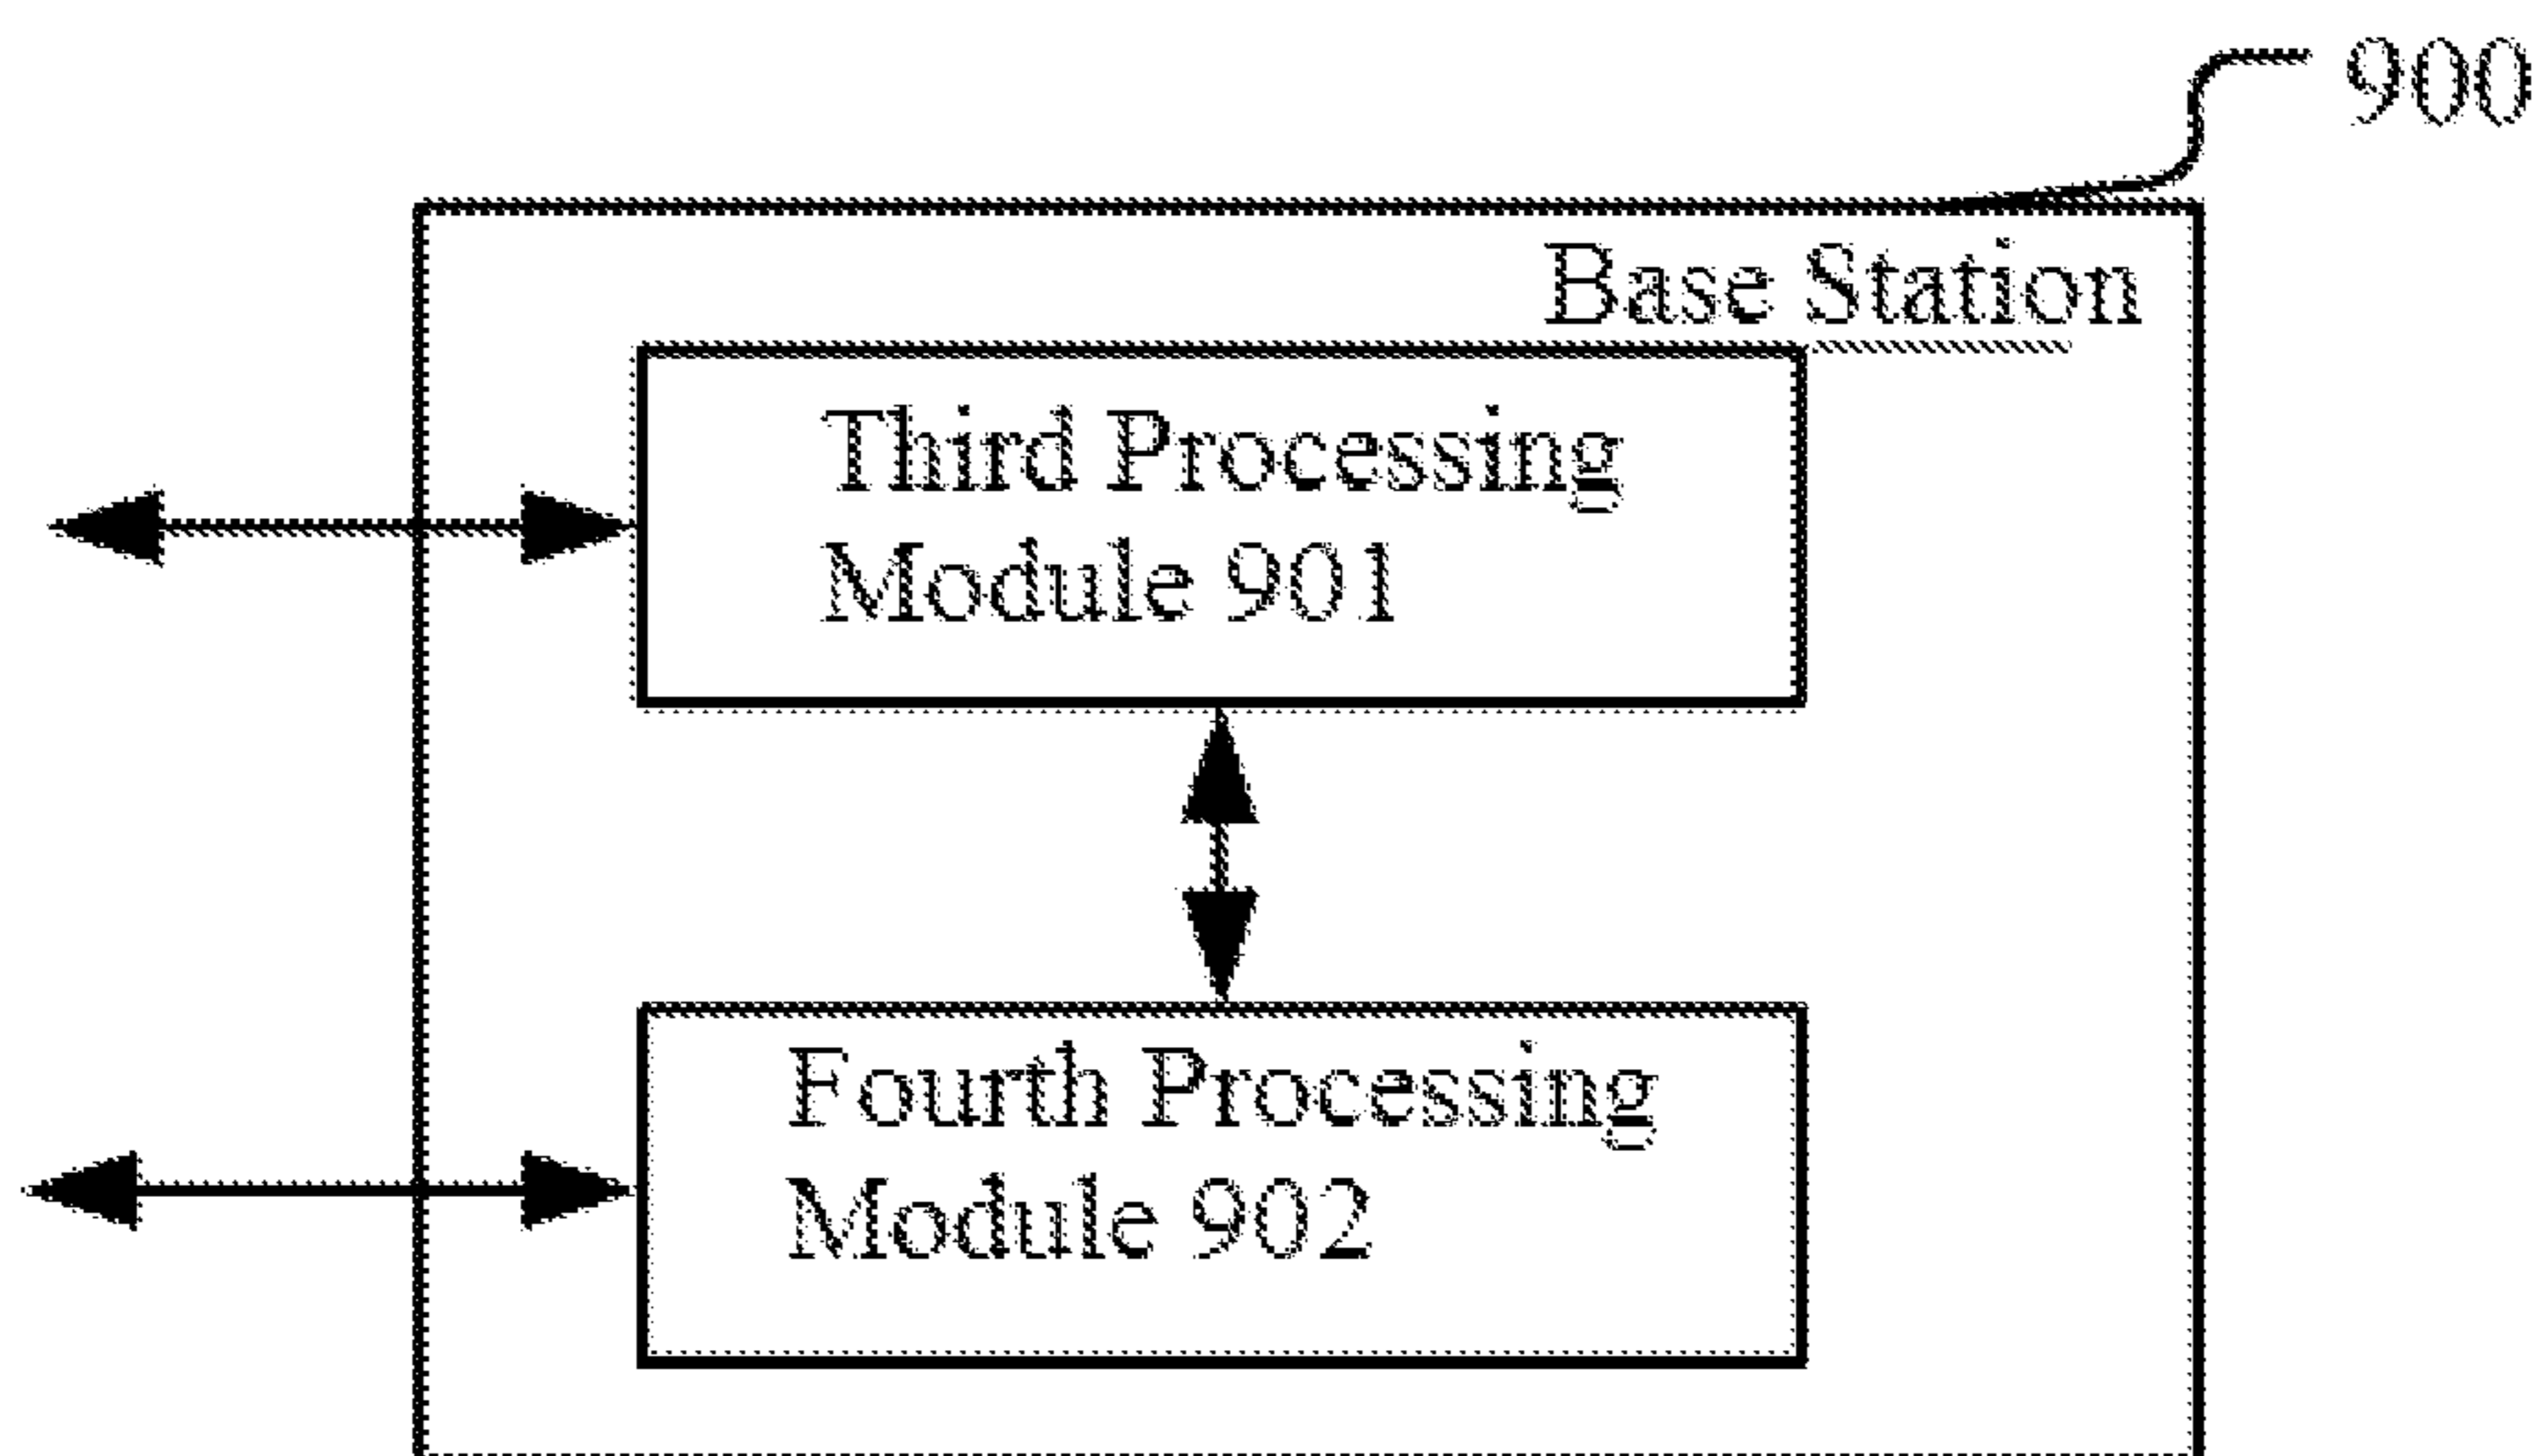 900
Base Station
Third Processing
Module 901
Fourth Processing
Module 902